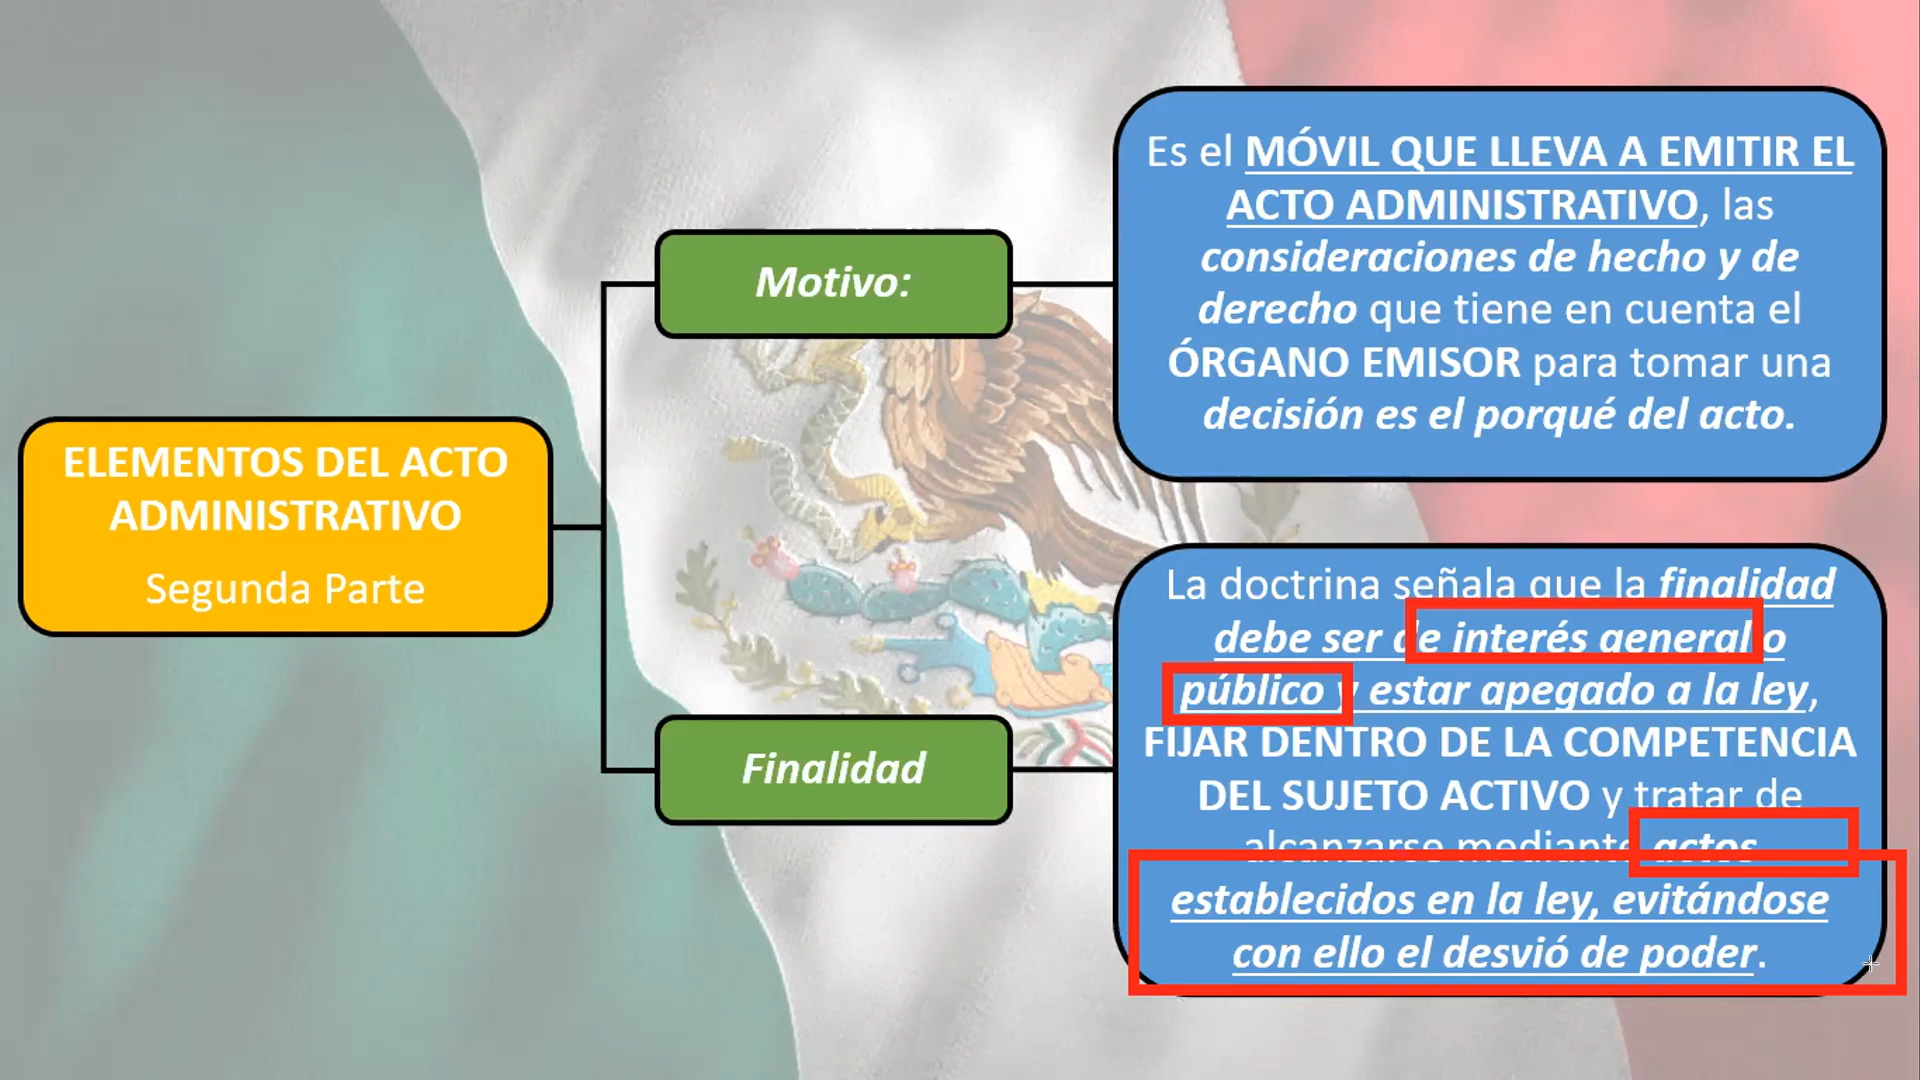 ELEMENTOS DEL ACTO
ADMINISTRATIVO
Segunda Parte
Motivo:
Es el MÓVIL QUE LLEVA A EMITIR EL
ACTO ADMINISTRATIVO, las
consideraciones de hecho y de
derecho que tiene en cuenta el
ÓRGANO EMISOR para tomar una
decisión es el porqué del acto.
Finalidad
La doctrina señala que la finalidad
debe ser de interés general o
público y estar apegado a la ley,
FIJAR DENTRO DE LA COMPETENCIA
DEL SUJETO ACTIVO y tratar de
alcanzarse mediante actos
establecidos en la ley, evitándose
con ello el desvió de poder.